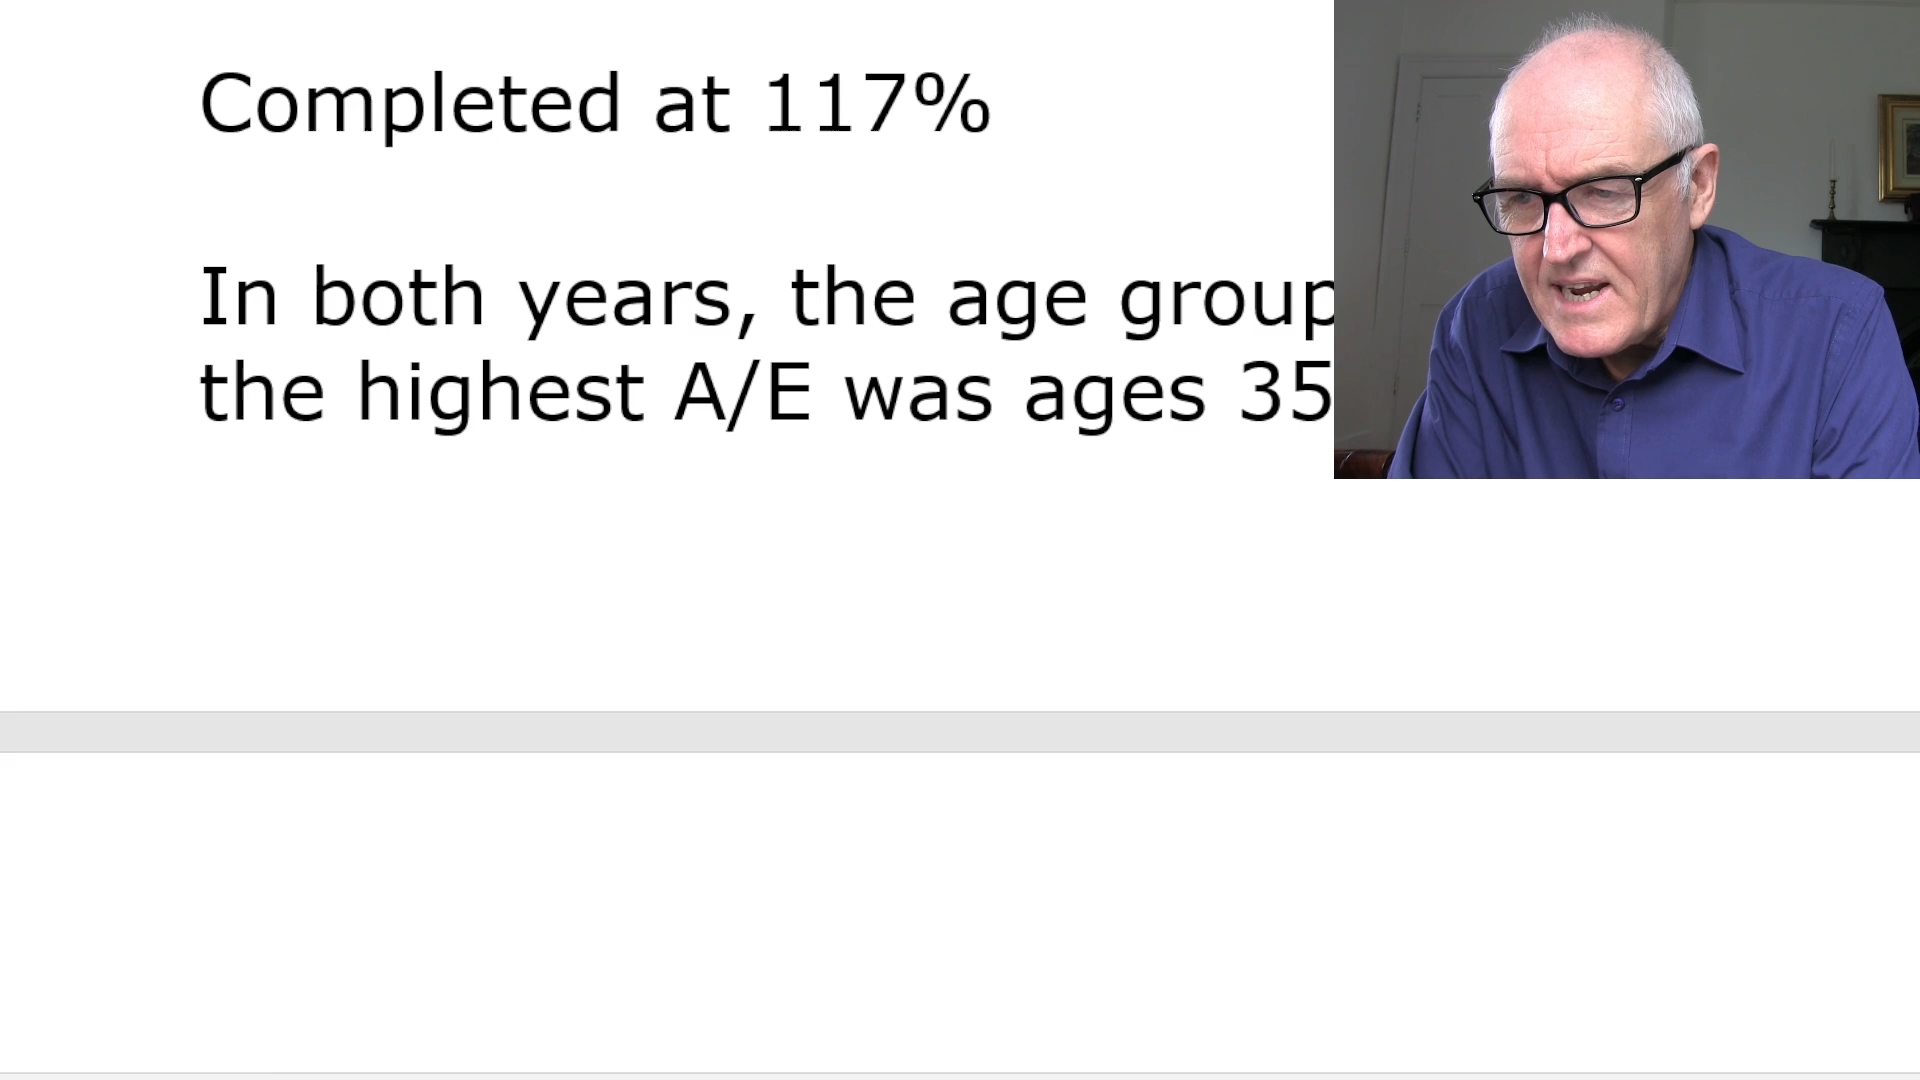 Completed at 117%
In both years, the age group
the highest A/E was ages 35